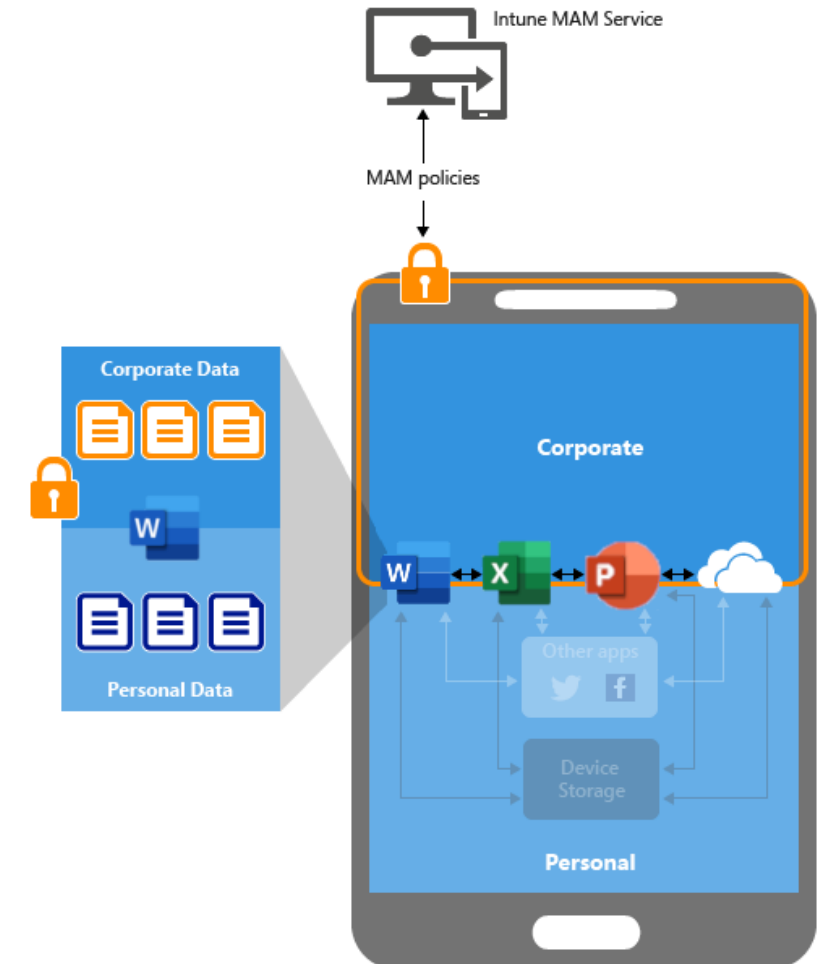 Intune MAM Service
MAM policies
Corporate Data
W
Personal Data
Corporate
W
X
P
Other apps
f
Device
Storage
Personal